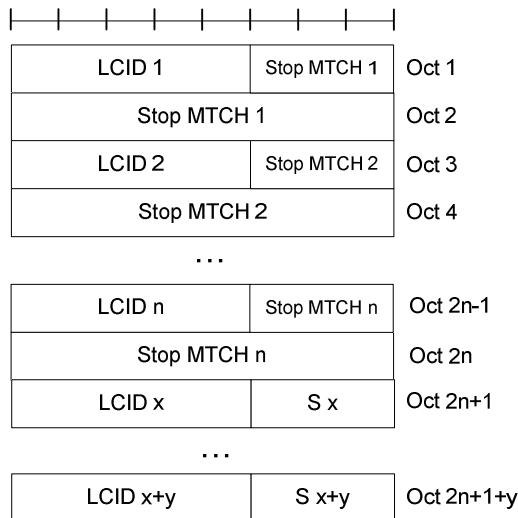 LCID 1 Stop MTCH 1 Oct 1
Stop MTCH 1 Oct 2
LCID 2 Stop MTCH 2 Oct 3
Stop MTCH 2 Oct 4
...
LCID n Stop MTCH n Oct 2n-1
Stop MTCH n Oct 2n
LCID x S x Oct 2n+1
...
LCID x+y S x+y Oct 2n+1+y